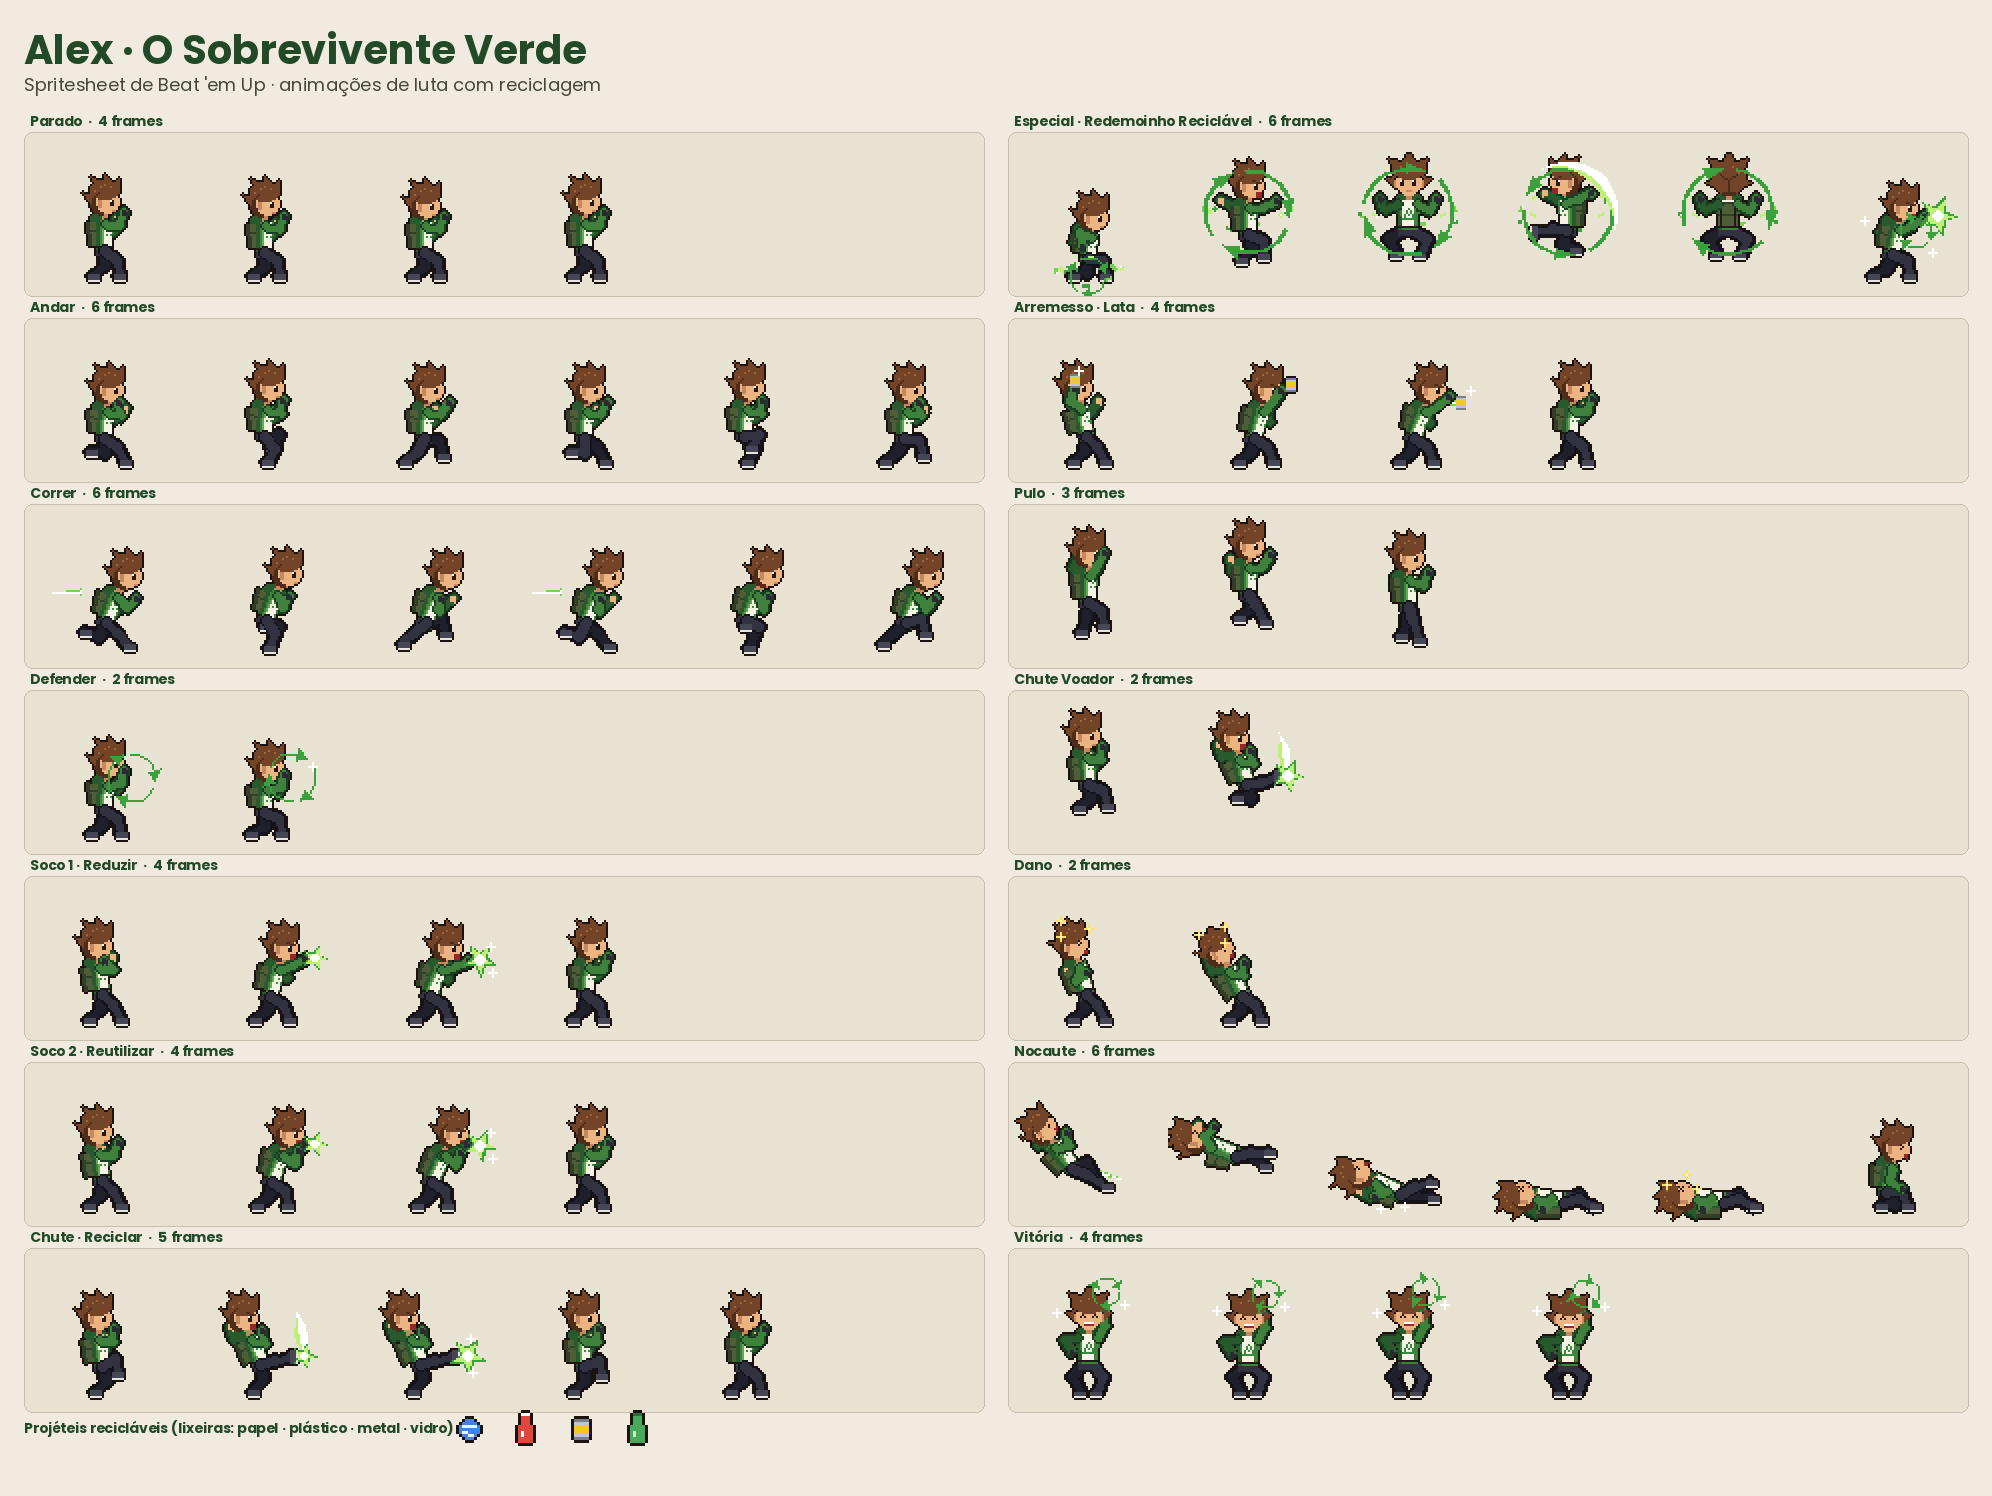 Alex · O Sobrevivente Verde
Spritesheet de Beat 'em Up · animações de luta com reciclagem
Parado · 4 frames
Andar · 6 frames
Correr · 6 frames
Defender · 2 frames
Soco 1 · Reduzir · 4 frames
Soco 2 · Reutilizar · 4 frames
Chute · Reciclar · 5 frames
Especial · Redemoinho Reciclável · 6 frames
Arremesso · Lata · 4 frames
Pulo · 3 frames
Chute Voador · 2 frames
Dano · 2 frames
Nocaute · 6 frames
Vitória · 4 frames
Projéteis recicláveis (lixeiras: papel · plástico · metal · vidro)